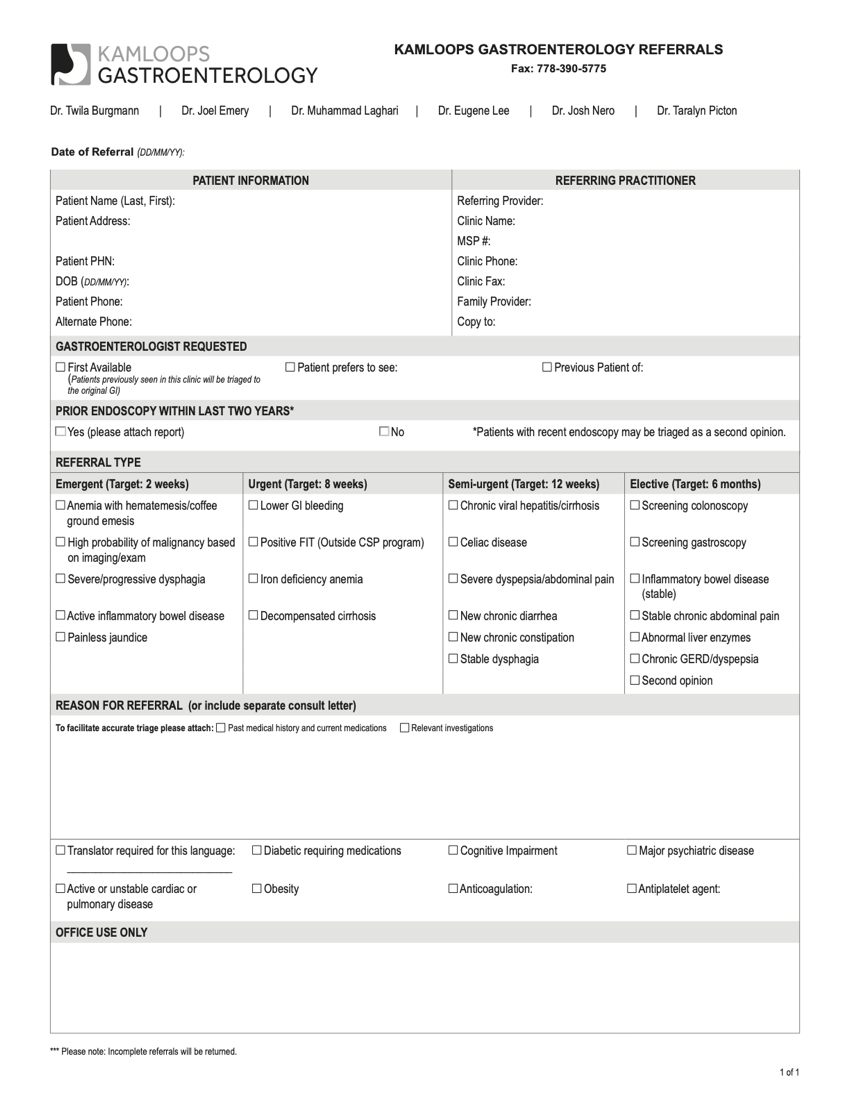 KAMLOOPS
GASTROENTEROLOGY
KAMLOOPS GASTROENTEROLOGY REFERRALS
Fax: 778-390-5775
Dr. Twila Burgmann | Dr. Joel Emery | Dr. Muhammad Laghari | Dr. Eugene Lee | Dr. Josh Nero | Dr. Taralyn Picton
Date of Referral (DD/MM/YY):
PATIENT INFORMATION
Patient Name (Last, First):
Patient Address:
Patient PHN:
DOB (DD/MM/YY):
Patient Phone:
Alternate Phone:
REFERRING PRACTITIONER
Referring Provider:
Clinic Name:
MSP #:
Clinic Phone:
Clinic Fax:
Family Provider:
Copy to:
GASTROENTEROLOGIST REQUESTED
☐ First Available
(Patients previously seen in this clinic will be triaged to
the original GI)
☐ Patient prefers to see:
☐ Previous Patient of:
PRIOR ENDOSCOPY WITHIN LAST TWO YEARS*
☐ Yes (please attach report) ☐ No *Patients with recent endoscopy may be triaged as a second opinion.
REFERRAL TYPE
Emergent (Target: 2 weeks)
☐ Anemia with hematemesis/coffee
ground emesis
☐ High probability of malignancy based
on imaging/exam
☐ Severe/progressive dysphagia
☐ Active inflammatory bowel disease
☐ Painless jaundice
Urgent (Target: 8 weeks)
☐ Lower GI bleeding
☐ Positive FIT (Outside CSP program)
☐ Iron deficiency anemia
☐ Decompensated cirrhosis
Semi-urgent (Target: 12 weeks)
☐ Chronic viral hepatitis/cirrhosis
☐ Celiac disease
☐ Severe dyspepsia/abdominal pain
☐ New chronic diarrhea
☐ New chronic constipation
☐ Stable dysphagia
Elective (Target: 6 months)
☐ Screening colonoscopy
☐ Screening gastroscopy
☐ Inflammatory bowel disease
(stable)
☐ Stable chronic abdominal pain
☐ Abnormal liver enzymes
☐ Chronic GERD/dyspepsia
☐ Second opinion
REASON FOR REFERRAL (or include separate consult letter)
To facilitate accurate triage please attach: ☐ Past medical history and current medications ☐ Relevant investigations
☐ Translator required for this language: ☐ Diabetic requiring medications ☐ Cognitive Impairment ☐ Major psychiatric disease
☐ Active or unstable cardiac or
pulmonary disease
☐ Obesity ☐ Anticoagulation: ☐ Antiplatelet agent:
OFFICE USE ONLY
*** Please note: Incomplete referrals will be returned.
1 of 1